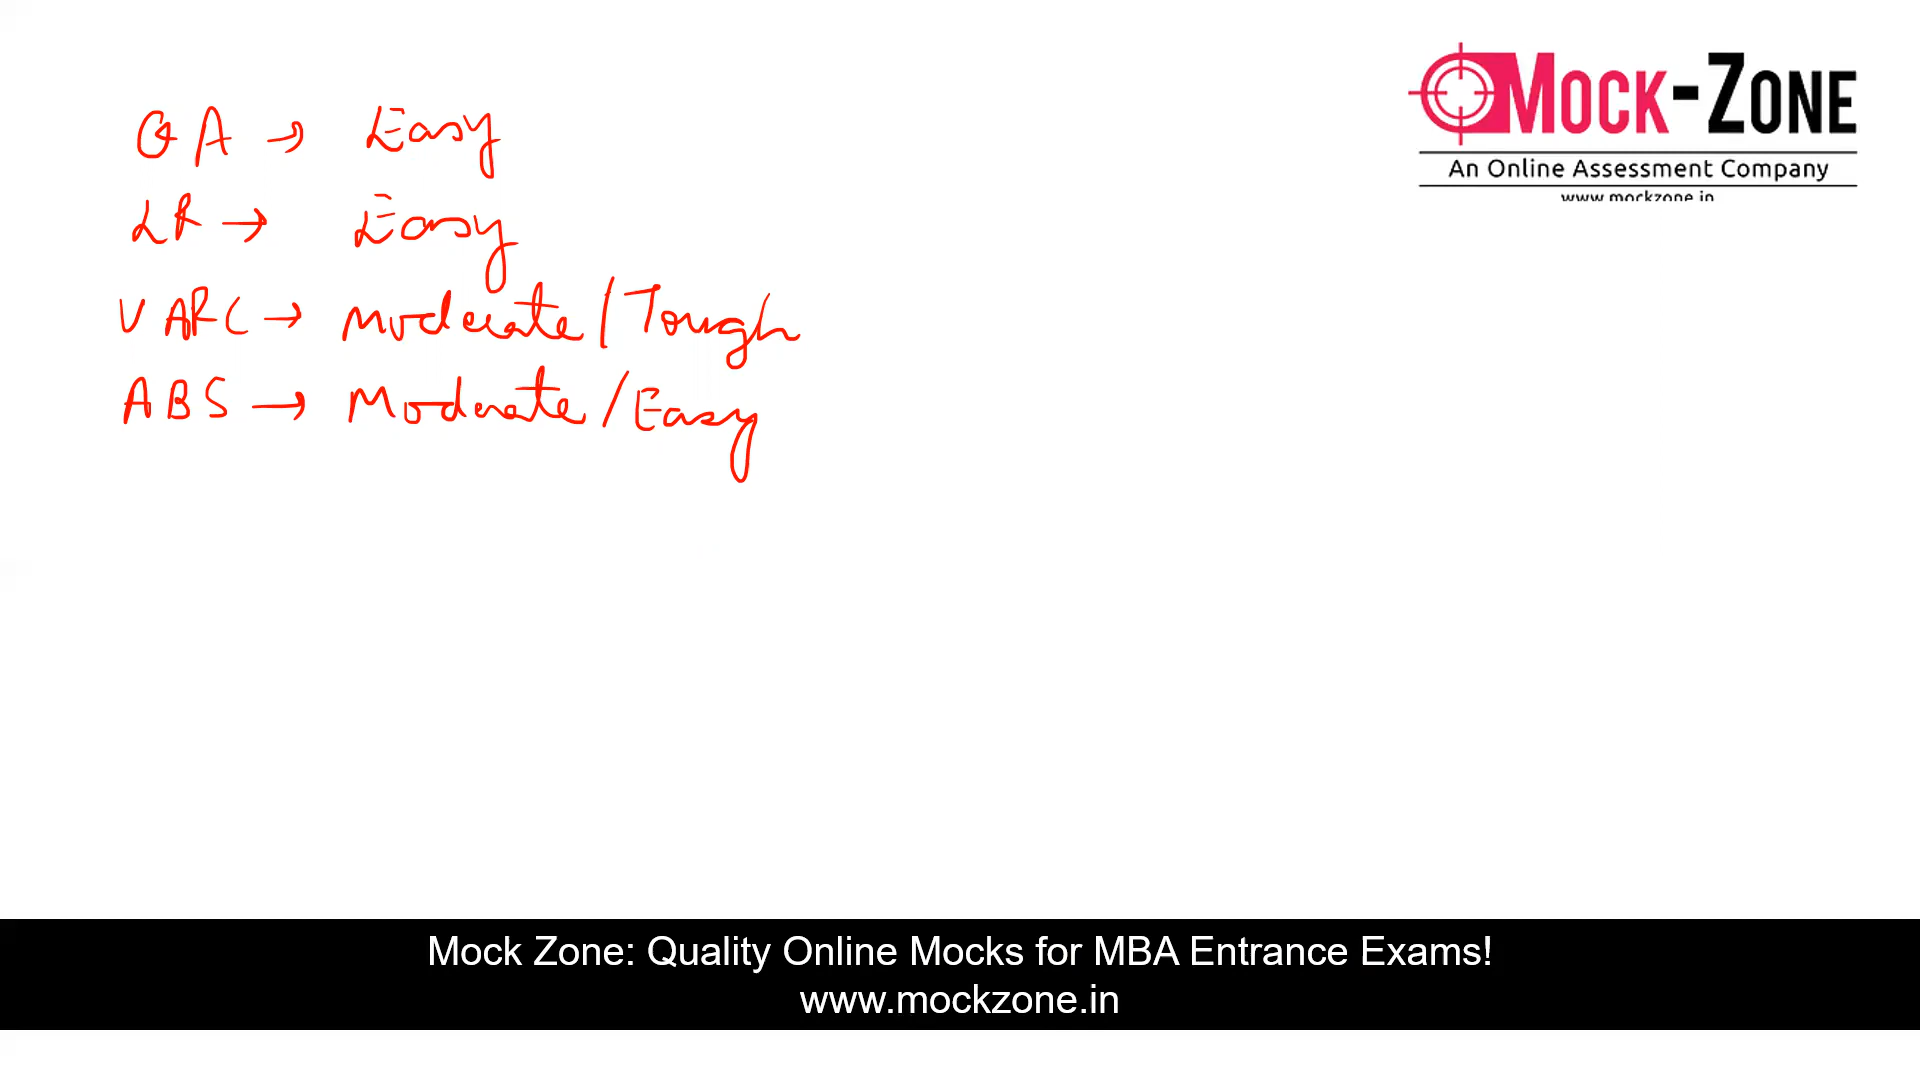 QA → Easy
LR → Easy
VARC → Moderate/Tough
ABS → Moderate/Easy
MOCK-ZONE
An Online Assessment Company
www.mockzone.in
Mock Zone: Quality Online Mocks for MBA Entrance Exams!
www.mockzone.in